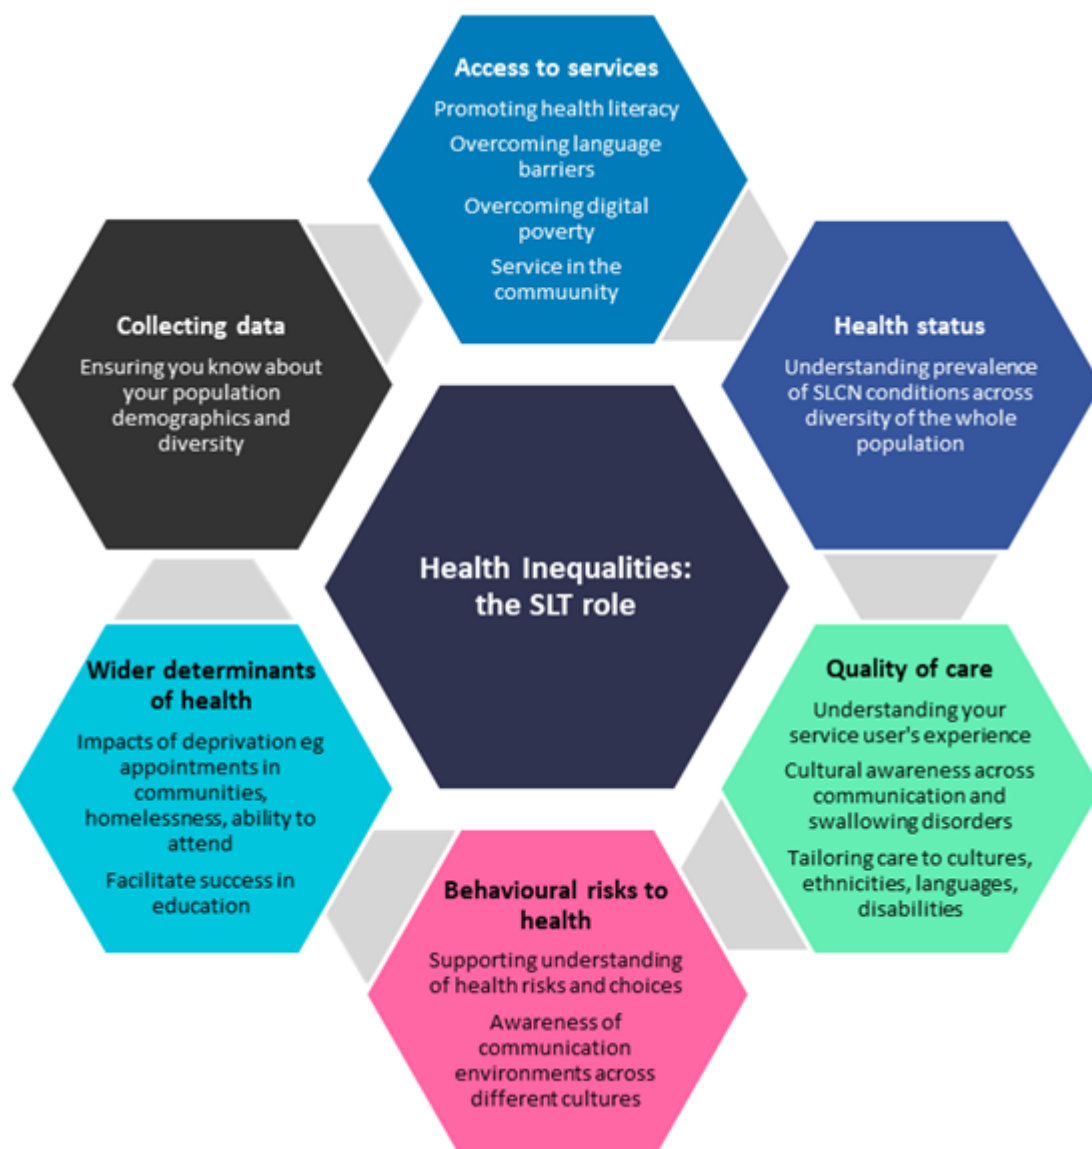 Access to services
Promoting health literacy
Overcoming language
barriers
Overcoming digital
poverty
Service in the
commuunity
Health status
Understanding prevalence
of SLCN conditions across
diversity of the whole
population
Quality of care
Understanding your
service user's experience
Cultural awareness across
communication and
swallowing disorders
Tailoring care to cultures,
ethnicities, languages,
disabilities
Behavioural risks to
health
Supporting understanding
of health risks and choices
Awareness of
communication
environments across
different cultures
Wider determinants
of health
Impacts of deprivation eg
appointments in
communities,
homelessness, ability to
attend
Facilitate success in
education
Collecting data
Ensuring you know about
your population
demographics and
diversity
Health Inequalities:
the SLT role